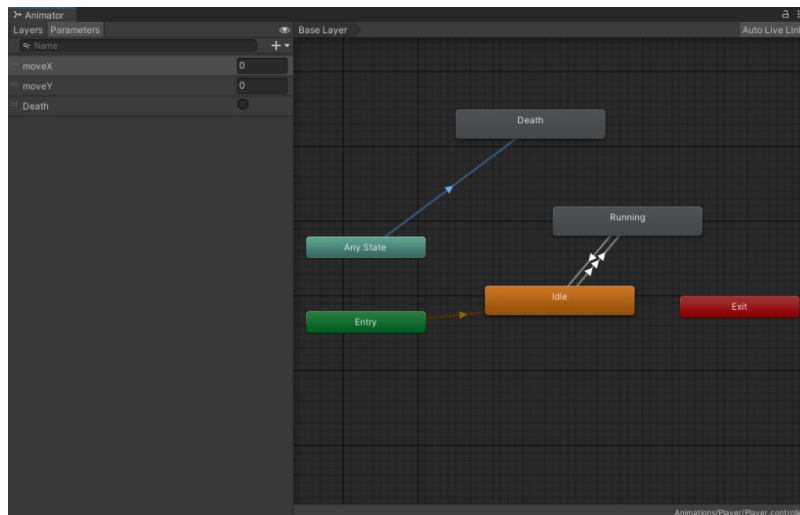 Animator
Layers Parameters
Base Layer
Auto Live Link
Name
moveX 0
moveY 0
Death
Death
Running
Any State
Idle
Exit
Entry
Animations/Player/Player.controlle